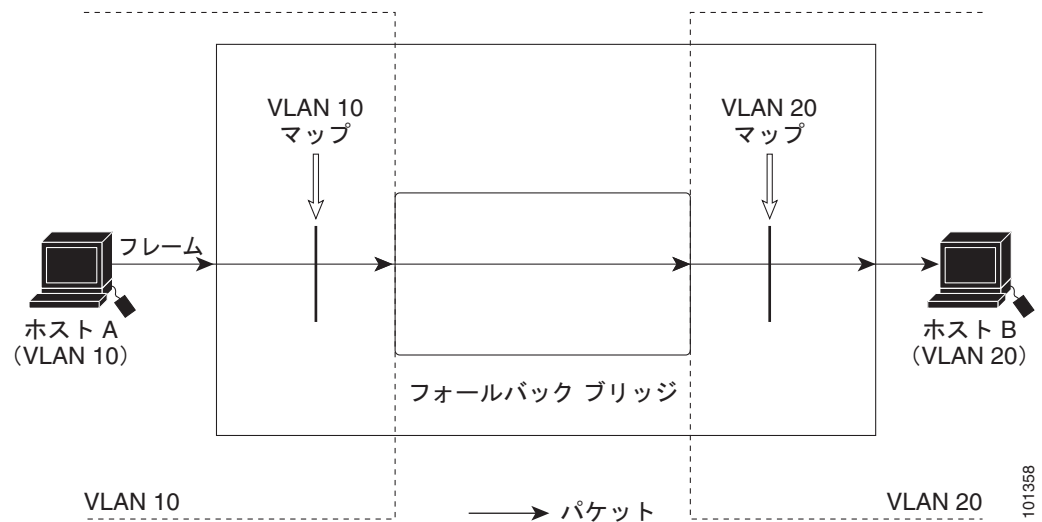 VLAN 10
マップ
VLAN 20
マップ
フレーム
ホスト A
(VLAN 10)
ホスト B
(VLAN 20)
フォールバック ブリッジ
VLAN 10
パケット
VLAN 20
101358